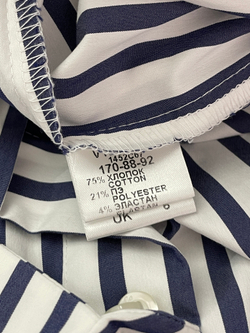 170-88-92
75% ХЛОПОК
COTTON
21% ПЭ
POLYESTER
4% ЭЛАСТАН
UK